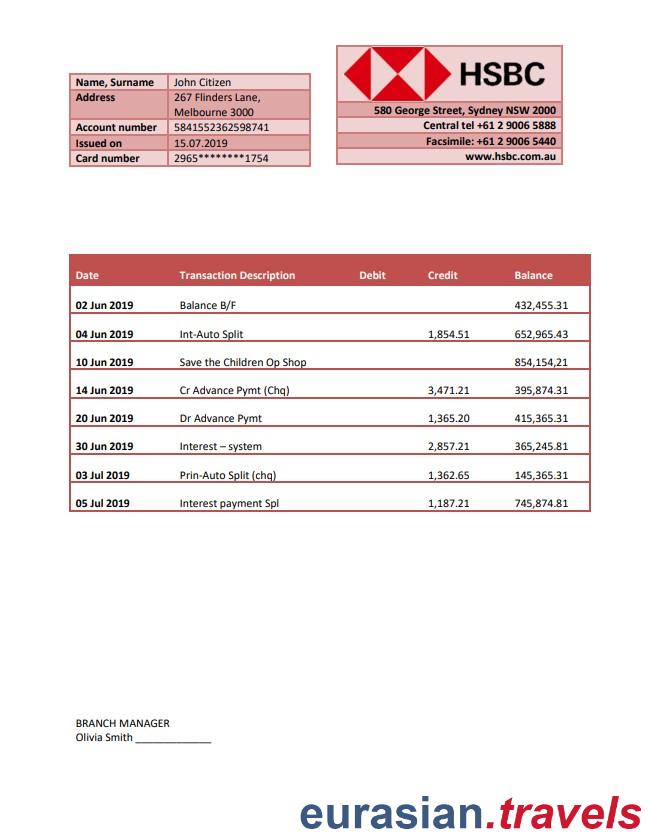 Name, Surname John Citizen
Address 267 Flinders Lane,
Melbourne 3000
Account number 5841552362598741
Issued on 15.07.2019
Card number 2965********1754
HSBC
580 George Street, Sydney NSW 2000
Central tel +61 2 9006 5888
Facsimile: +61 2 9006 5440
www.hsbc.com.au
Date Transaction Description Debit Credit Balance
02 Jun 2019 Balance B/F 432,455.31
04 Jun 2019 Int-Auto Split 1,854.51 652,965.43
10 Jun 2019 Save the Children Op Shop 854,154,21
14 Jun 2019 Cr Advance Pymt (Chq) 3,471.21 395,874.31
20 Jun 2019 Dr Advance Pymt 1,365.20 415,365.31
30 Jun 2019 Interest – system 2,857.21 365,245.81
03 Jul 2019 Prin-Auto Split (chq) 1,362.65 145,365.31
05 Jul 2019 Interest payment Spl 1,187.21 745,874.81
BRANCH MANAGER
Olivia Smith _____________
eurasian.travels